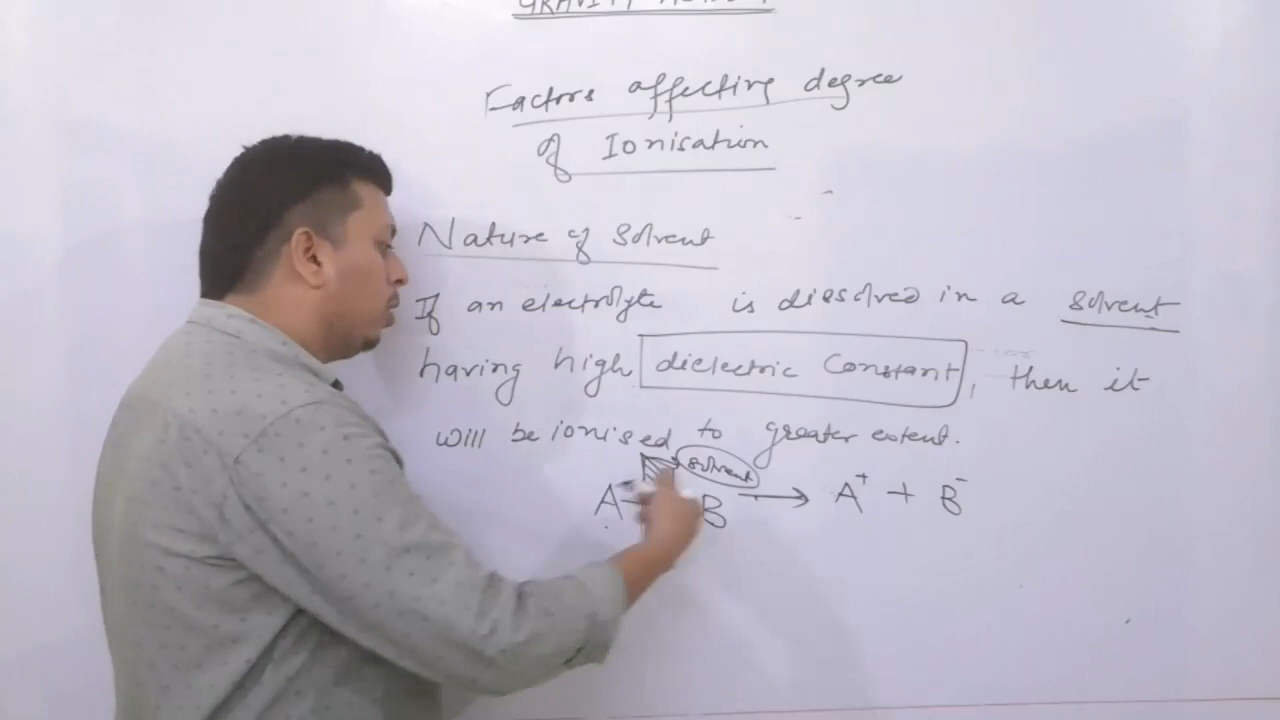 Factors affecting degree
of Ionisation
Nature of Solvent
If an electrolyte is dissolved in a solvent
having high dielectric Constant, then it
will be ionised to greater extent.
solvent
A B → A⁺ + B⁻